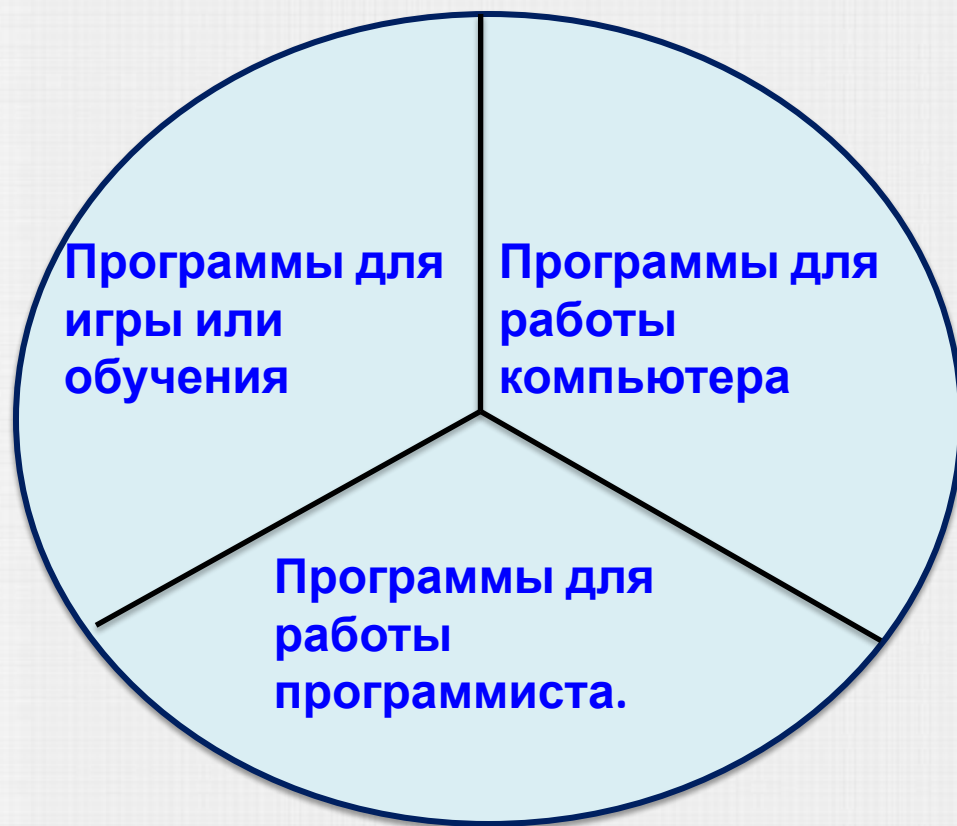 Программы для
игры или
обучения
Программы для
работы
компьютера
Программы для
работы
программиста.